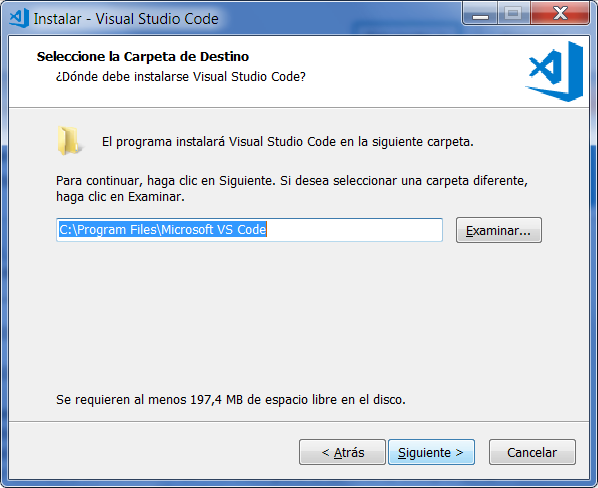 Instalar - Visual Studio Code
Seleccione la Carpeta de Destino
¿Dónde debe instalarse Visual Studio Code?
El programa instalará Visual Studio Code en la siguiente carpeta.
Para continuar, haga clic en Siguiente. Si desea seleccionar una carpeta diferente,
haga clic en Examinar.
C:\Program Files\Microsoft VS Code
Examinar...
Se requieren al menos 197,4 MB de espacio libre en el disco.
< Atrás
Siguiente >
Cancelar